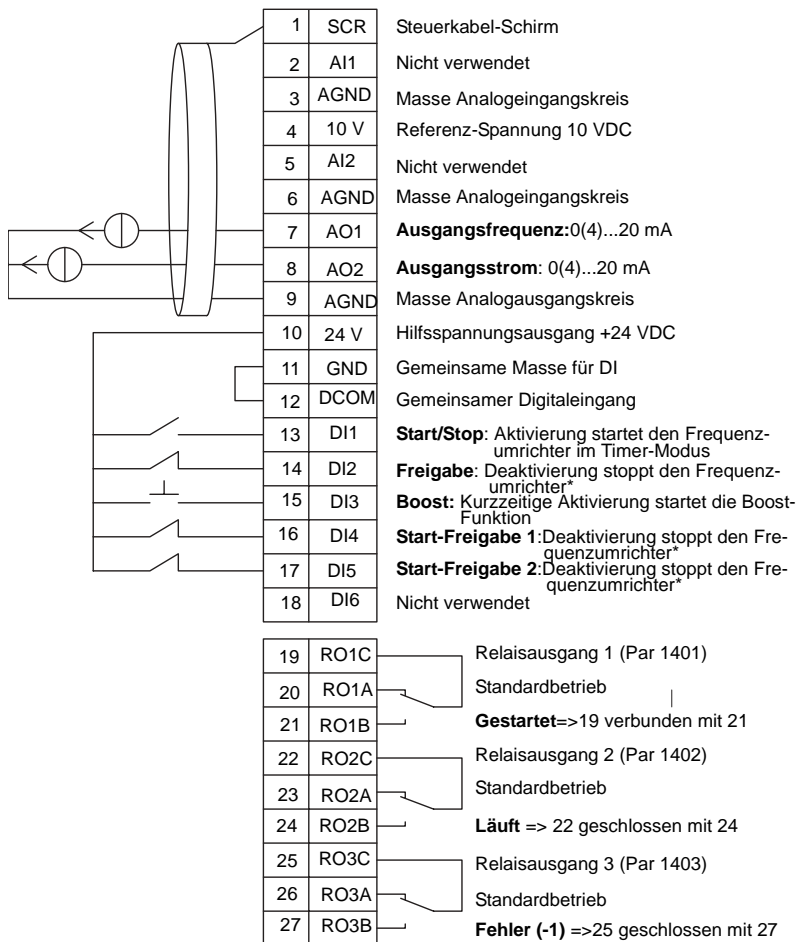 1 SCR Steuerkabel-Schirm
2 AI1 Nicht verwendet
3 AGND Masse Analogeingangskreis
4 10 V Referenz-Spannung 10 VDC
5 AI2 Nicht verwendet
6 AGND Masse Analogeingangskreis
7 AO1 Ausgangsfrequenz:0(4)...20 mA
8 AO2 Ausgangsstrom: 0(4)...20 mA
9 AGND Masse Analogausgangskreis
10 24 V Hilfsspannungsausgang +24 VDC
11 GND Gemeinsame Masse für DI
12 DCOM Gemeinsamer Digitaleingang
13 DI1 Start/Stop: Aktivierung startet den Frequenz-
umrichter im Timer-Modus
14 DI2 Freigabe: Deaktivierung stoppt den Frequenz-
umrichter*
15 DI3 Boost: Kurzzeitige Aktivierung startet die Boost-
Funktion
16 DI4 Start-Freigabe 1:Deaktivierung stoppt den Fre-
quenzumrichter*
17 DI5 Start-Freigabe 2:Deaktivierung stoppt den Fre-
quenzumrichter*
18 DI6 Nicht verwendet
19 RO1C Relaisausgang 1 (Par 1401)
20 RO1A Standardbetrieb
21 RO1B Gestartet=>19 verbunden mit 21
22 RO2C Relaisausgang 2 (Par 1402)
23 RO2A Standardbetrieb
24 RO2B Läuft => 22 geschlossen mit 24
25 RO3C Relaisausgang 3 (Par 1403)
26 RO3A Standardbetrieb
27 RO3B Fehler (-1) =>25 geschlossen mit 27